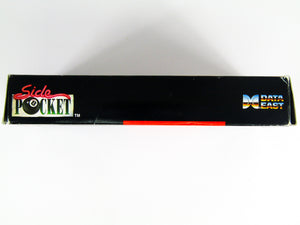 Side
POCKET
TM
DATA
EAST